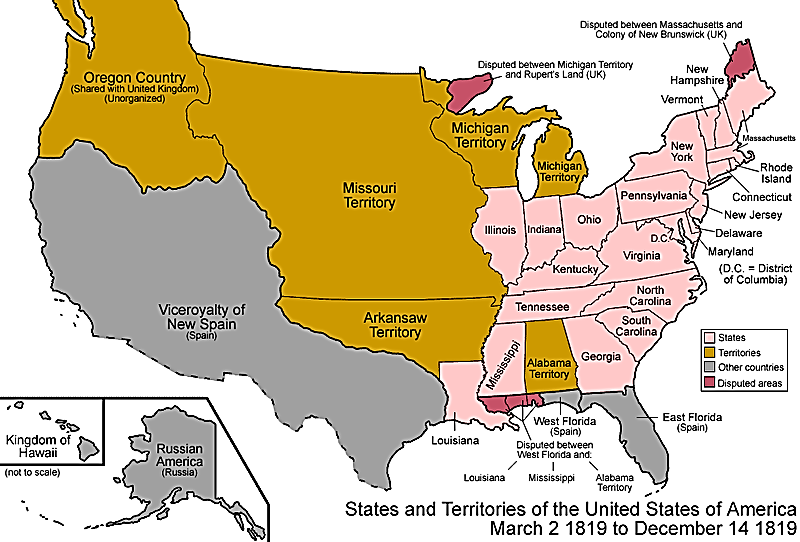 Disputed between Massachusetts and
Colony of New Brunswick (UK)
Disputed between Michigan Territory
and Rupert's Land (UK)
New
Hampshire
Vermont
Oregon Country
(Shared with United Kingdom)
(Unorganized)
Michigan
Territory
Michigan
Territory
New
York
Massachusetts
Rhode
Island
Connecticut
New Jersey
Delaware
Maryland
(D.C. = District
of Columbia)
Missouri
Territory
Pennsylvania
Illinois
Indiana
Ohio
D.C.
Virginia
Kentucky
North
Carolina
Tennessee
South
Carolina
Viceroyalty of
New Spain
(Spain)
Arkansaw
Territory
Mississippi
Alabama
Territory
Georgia
States
Territories
Other countries
Disputed areas
Louisiana
West Florida
(Spain)
East Florida
(Spain)
Disputed between
West Florida and:
Louisiana
Mississippi
Alabama
Territory
Kingdom of
Hawaii
(not to scale)
Russian
America
(Russia)
States and Territories of the United States of America
March 2 1819 to December 14 1819